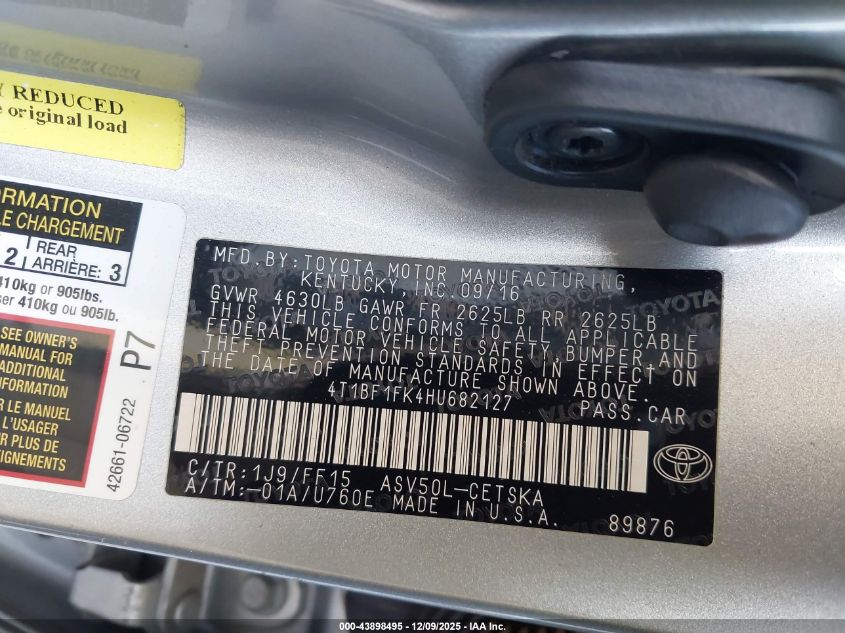 REDUCED
original load
ORMATION
LE CHARGEMENT
2 REAR ARRIÈRE: 3
410kg or 905lbs.
ser 410kg ou 905lb.
SEE OWNER'S
MANUAL FOR
ADDITIONAL
INFORMATION
LE MANUEL
L'USAGER
PLUS DE
EIGNEMENTS
P7
42661-06722
MFD. BY: TOYOTA MOTOR MANUFACTURING,
KENTUCKY, INC. 09/16
GVWR 4630LB GAWR FR 2625LB RR 2625LB
THIS VEHICLE CONFORMS TO ALL APPLICABLE
FEDERAL MOTOR VEHICLE SAFETY, BUMPER AND
THEFT PREVENTION STANDARDS IN EFFECT ON
THE DATE OF MANUFACTURE SHOWN ABOVE.
4T1BF1FK4HU682127 PASS.CAR
C/TR: 1J9/FF15 ASV50L-CETSKA
A/TM:-01A/U760E MADE IN U.S.A.
89876
000-43898495 - 12/09/2025 - IAA Inc.